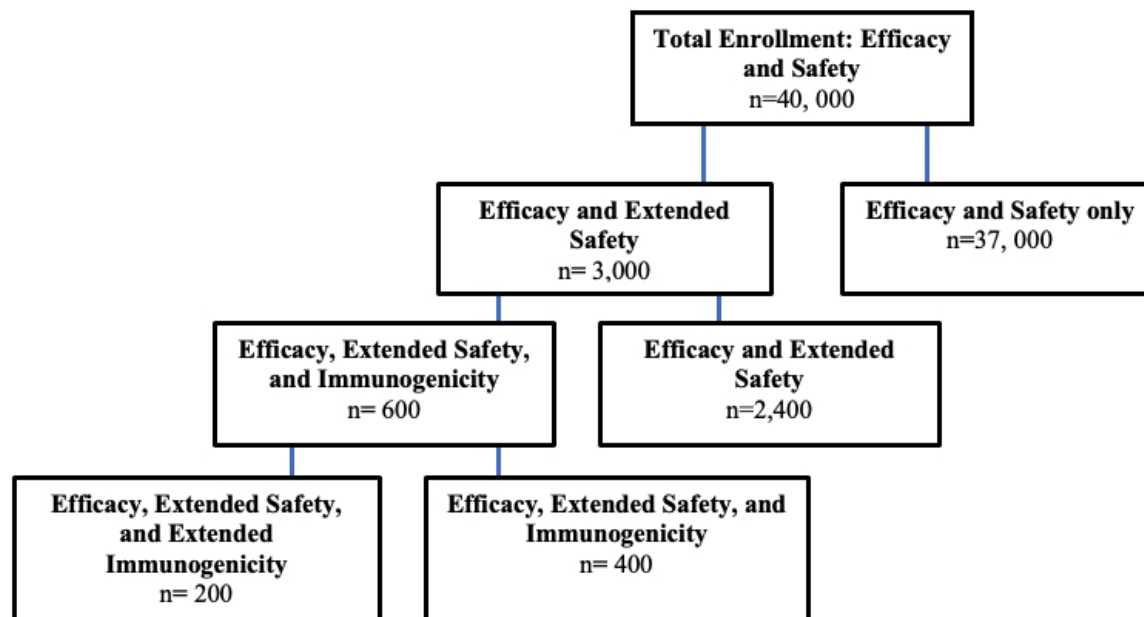 Total Enrollment: Efficacy
and Safety
n=40, 000
Efficacy and Extended
Safety
n= 3,000
Efficacy and Safety only
n=37, 000
Efficacy, Extended Safety,
and Immunogenicity
n= 600
Efficacy and Extended
Safety
n=2,400
Efficacy, Extended Safety,
and Extended
Immunogenicity
n= 200
Efficacy, Extended Safety, and
Immunogenicity
n= 400